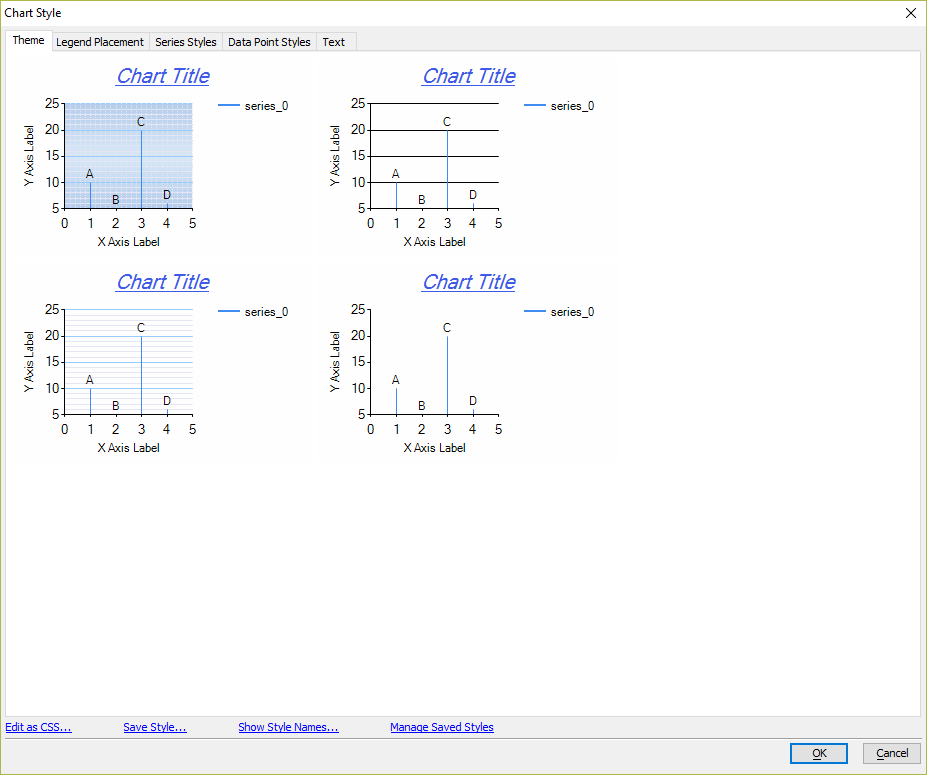 Chart Style
Theme Legend Placement Series Styles Data Point Styles Text
Chart Title
series_0
25
20
15
10
5
Y Axis Label
A
B
C
D
0 1 2 3 4 5
X Axis Label
Chart Title
series_0
25
20
15
10
5
Y Axis Label
A
B
C
D
0 1 2 3 4 5
X Axis Label
Chart Title
series_0
25
20
15
10
5
Y Axis Label
A
B
C
D
0 1 2 3 4 5
X Axis Label
Chart Title
series_0
25
20
15
10
5
Y Axis Label
A
B
C
D
0 1 2 3 4 5
X Axis Label
Edit as CSS... Save Style... Show Style Names... Manage Saved Styles
OK Cancel